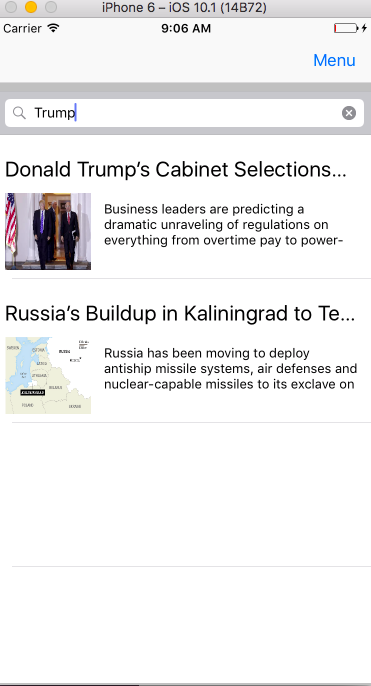 iPhone 6 – iOS 10.1 (14B72)
Carrier 9:06 AM
Menu
Trump
Donald Trump’s Cabinet Selections...
Business leaders are predicting a
dramatic unraveling of regulations on
everything from overtime pay to power-
Russia’s Buildup in Kaliningrad to Te...
Russia has been moving to deploy
antiship missile systems, air defenses and
nuclear-capable missiles to its exclave on